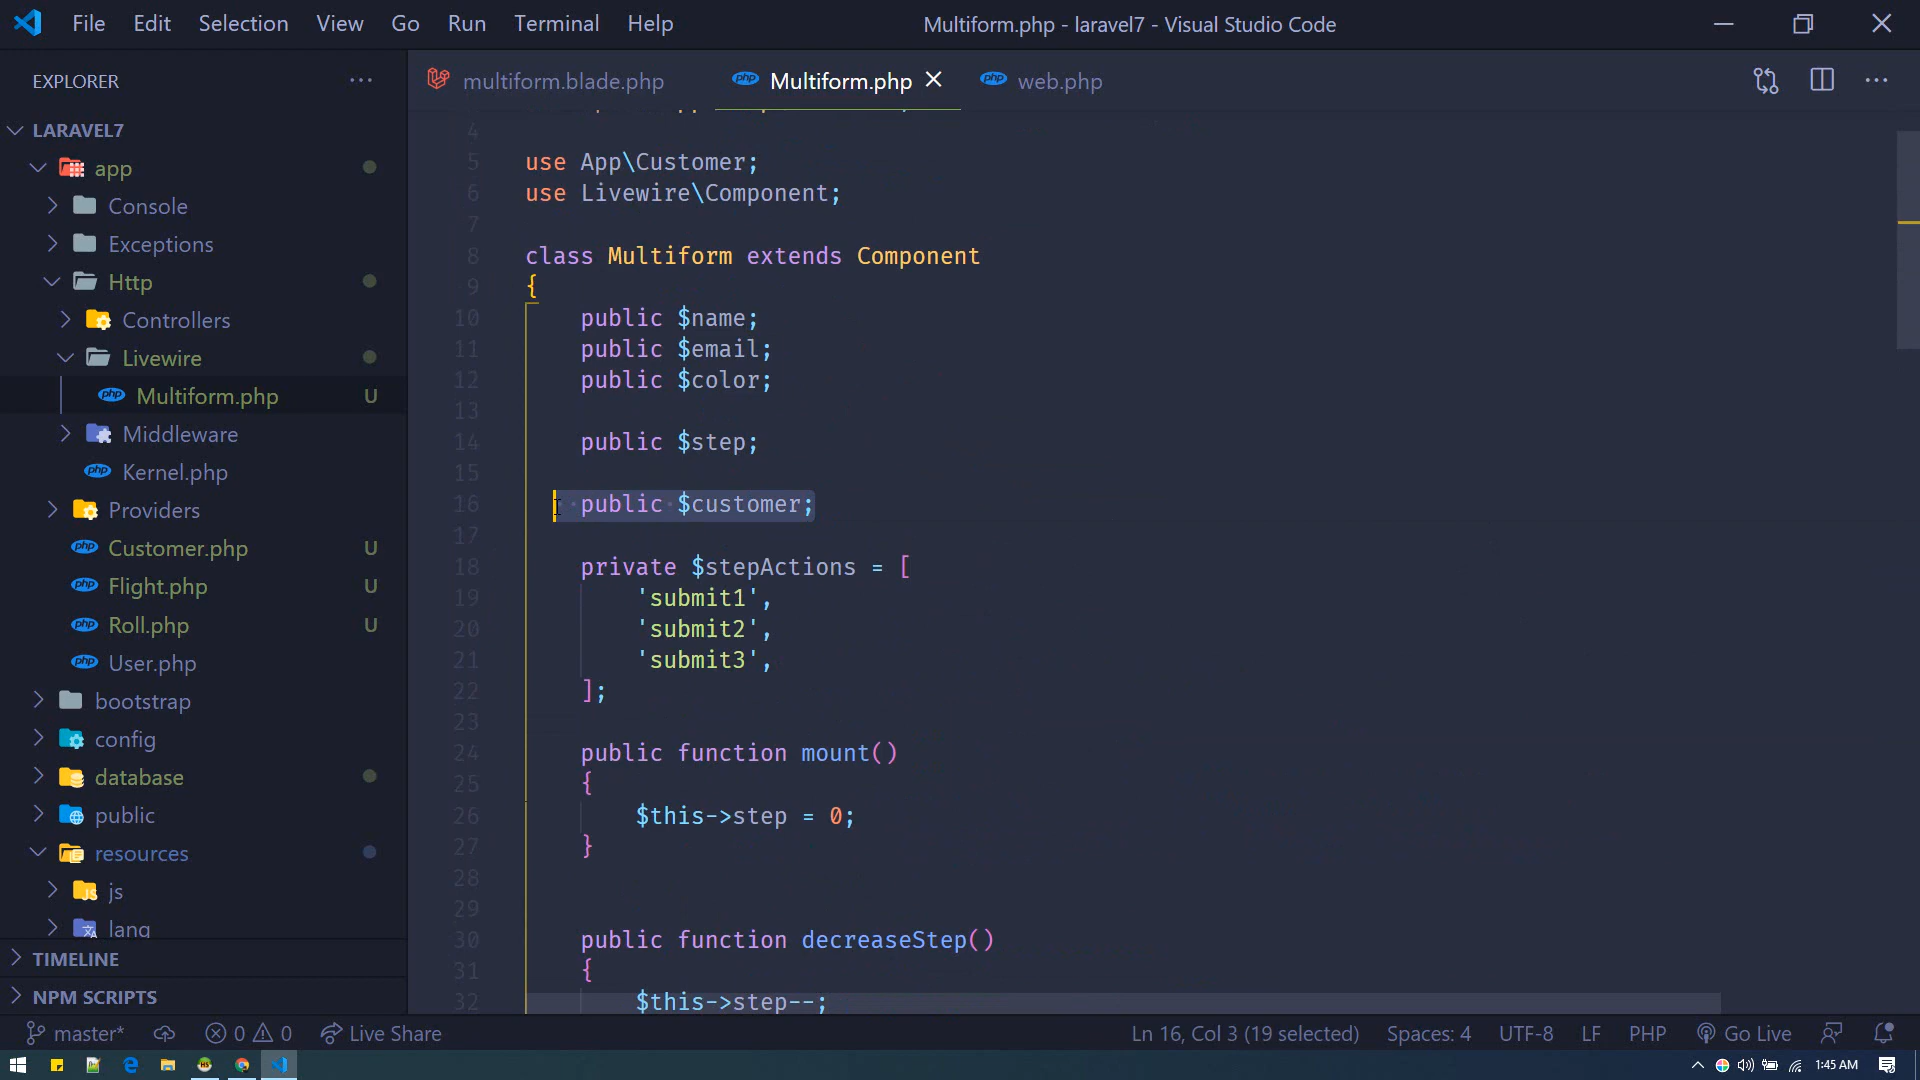 File Edit Selection View Go Run Terminal Help
Multiform.php - laravel7 - Visual Studio Code
EXPLORER
LARAVEL7
app
Console
Exceptions
Http
Controllers
Livewire
Multiform.php U
Middleware
Kernel.php
Providers
Customer.php U
Flight.php U
Roll.php U
User.php
bootstrap
config
database
public
resources
js
lang
TIMELINE
NPM SCRIPTS
multiform.blade.php
Multiform.php
web.php
4
5 use App\Customer;
6 use Livewire\Component;
7
8 class Multiform extends Component
9 {
10 public $name;
11 public $email;
12 public $color;
13
14 public $step;
15
16 public $customer;
17
18 private $stepActions = [
19 'submit1',
20 'submit2',
21 'submit3',
22 ];
23
24 public function mount()
25 {
26 $this->step = 0;
27 }
28
29
30 public function decreaseStep()
31 {
32 $this->step--;
master* 0 0 Live Share
Ln 16, Col 3 (19 selected) Spaces: 4 UTF-8 LF PHP Go Live
1:45 AM